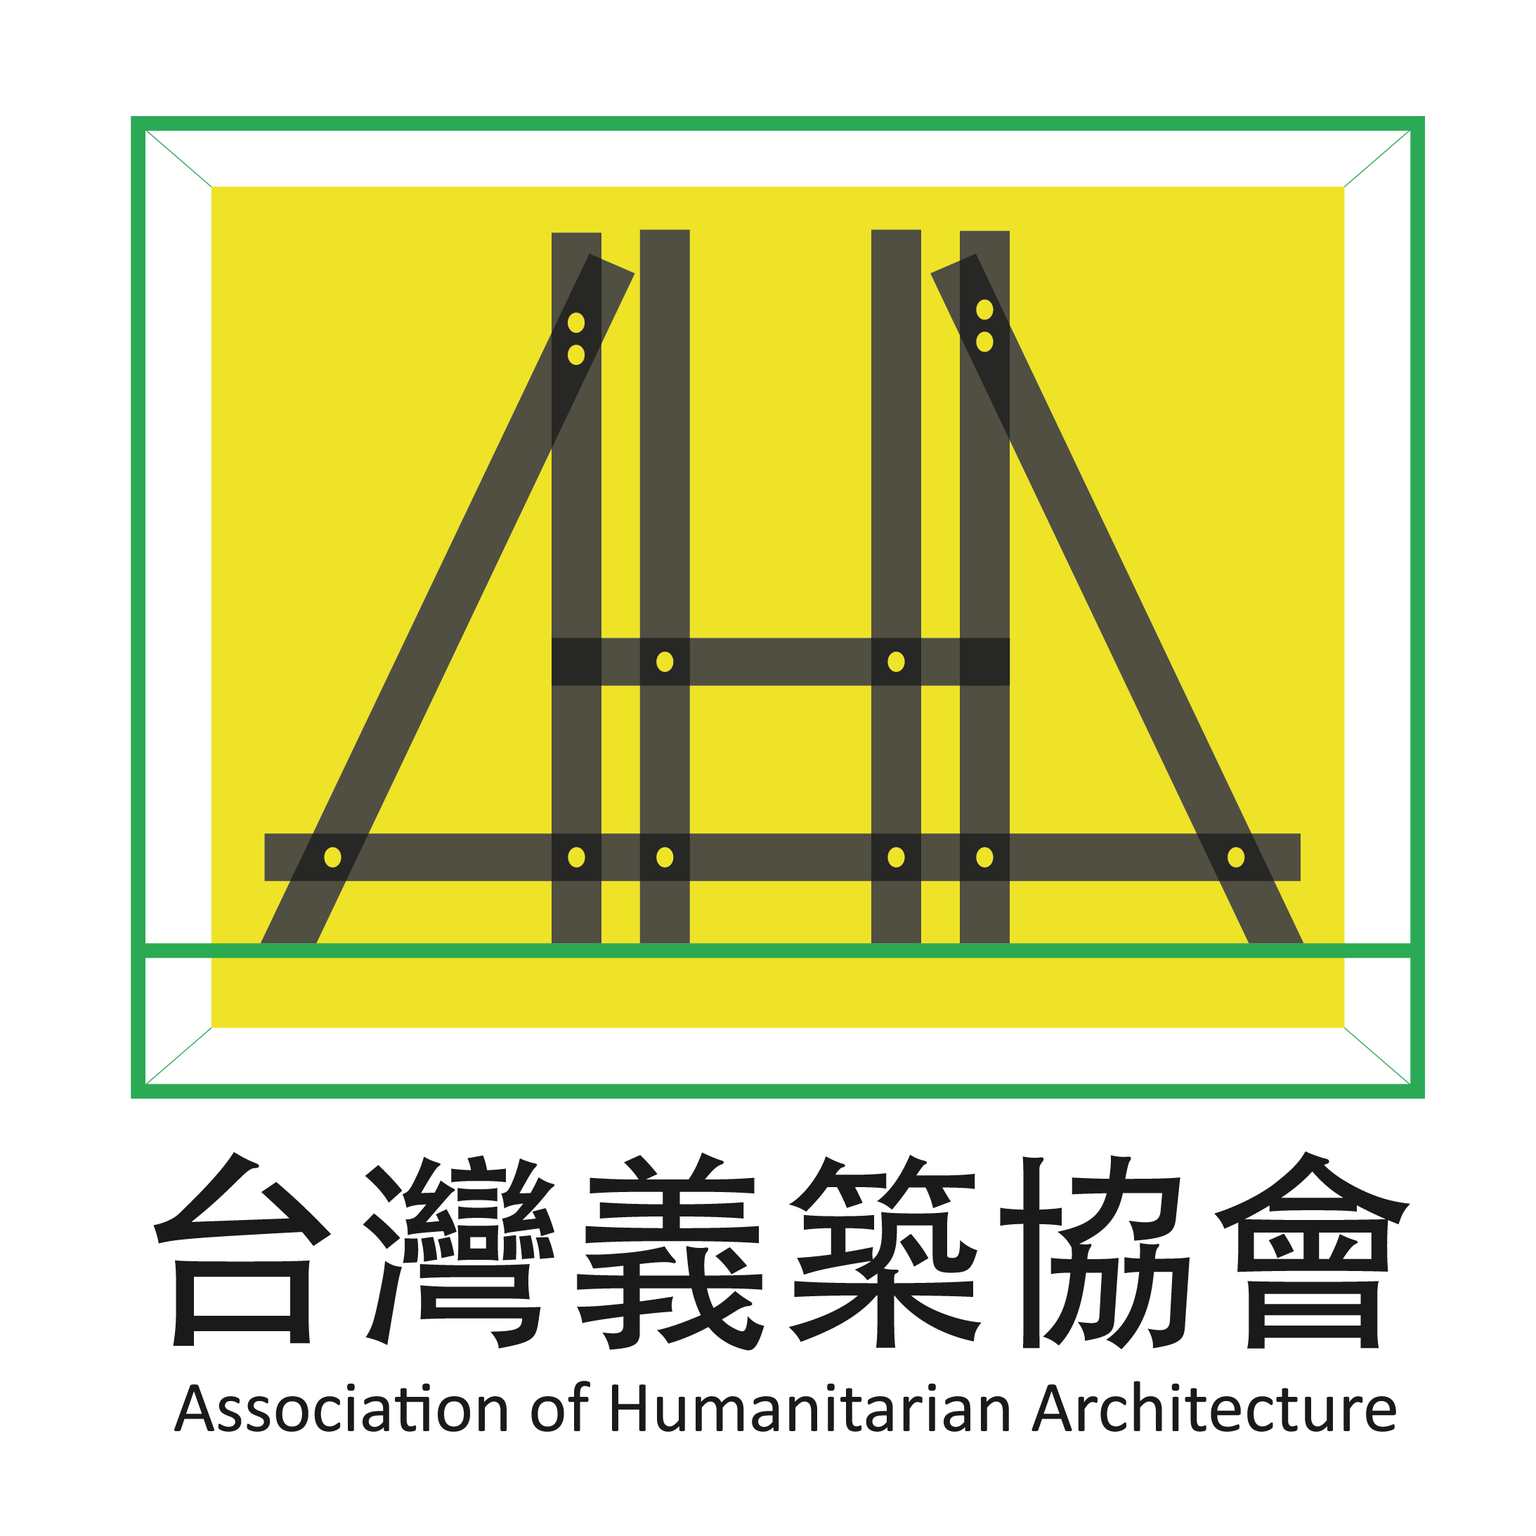 台灣義築協會
Association of Humanitarian Architecture